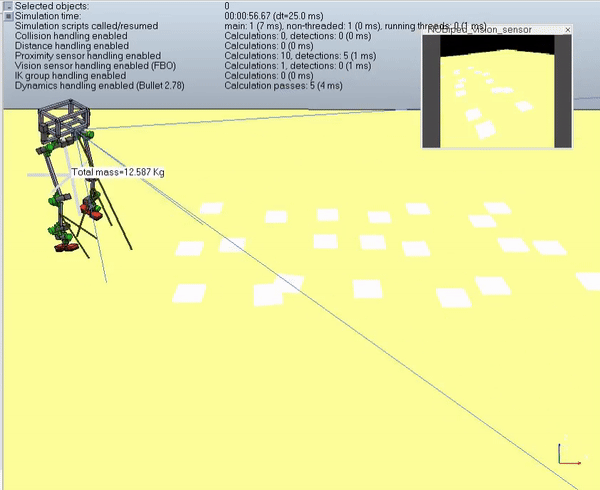 Selected objects: 0
Simulation time: 00:00:56.67 (dt=25.0 ms)
Simulation scripts called/resumed main: 1 (7 ms), non-threaded: 1 (0 ms), running threads: 0 (1 ms)
Collision handling enabled Calculations: 0, detections: 0 (0 ms)
Distance handling enabled Calculations: 0 (0 ms)
Proximity sensor handling enabled Calculations: 10, detections: 5 (1 ms)
Vision sensor handling enabled (FBO) Calculations: 1, detections: 0 (1 ms)
IK group handling enabled Calculations: 0 (0 ms)
Dynamics handling enabled (Bullet 2.78) Calculation passes: 5 (4 ms)
NUBiped_vision_sensor
Total mass=12.587 Kg